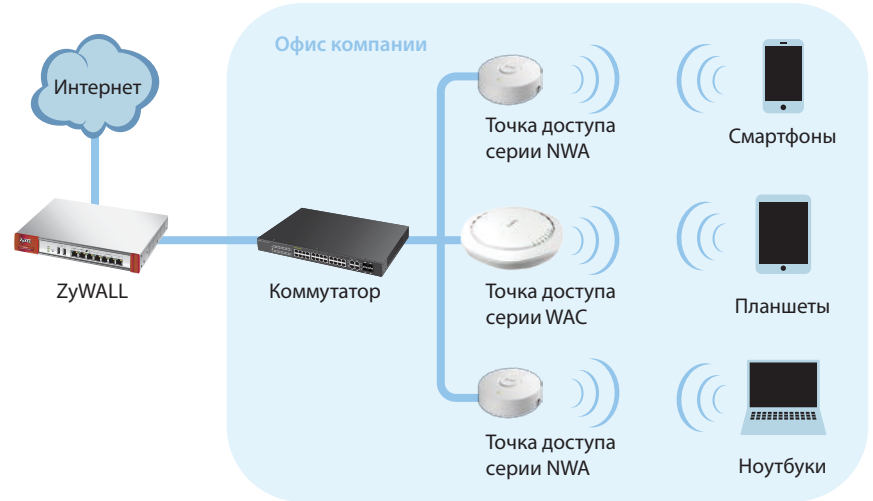 Офис компании
Интернет
Точка доступа
серии NWA
Смартфоны
ZyWALL
Коммутатор
Точка доступа
серии WAC
Планшеты
Точка доступа
серии NWA
Ноутбуки